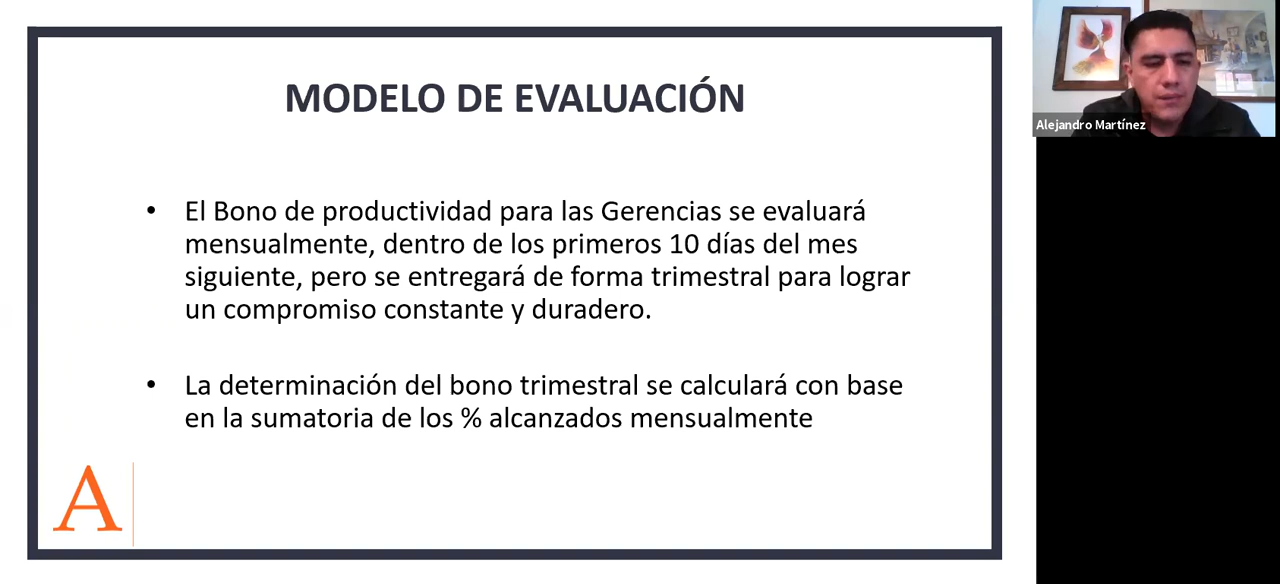 MODELO DE EVALUACIÓN
• El Bono de productividad para las Gerencias se evaluará
mensualmente, dentro de los primeros 10 días del mes
siguiente, pero se entregará de forma trimestral para lograr
un compromiso constante y duradero.
• La determinación del bono trimestral se calculará con base
en la sumatoria de los % alcanzados mensualmente
A
Alejandro Martínez